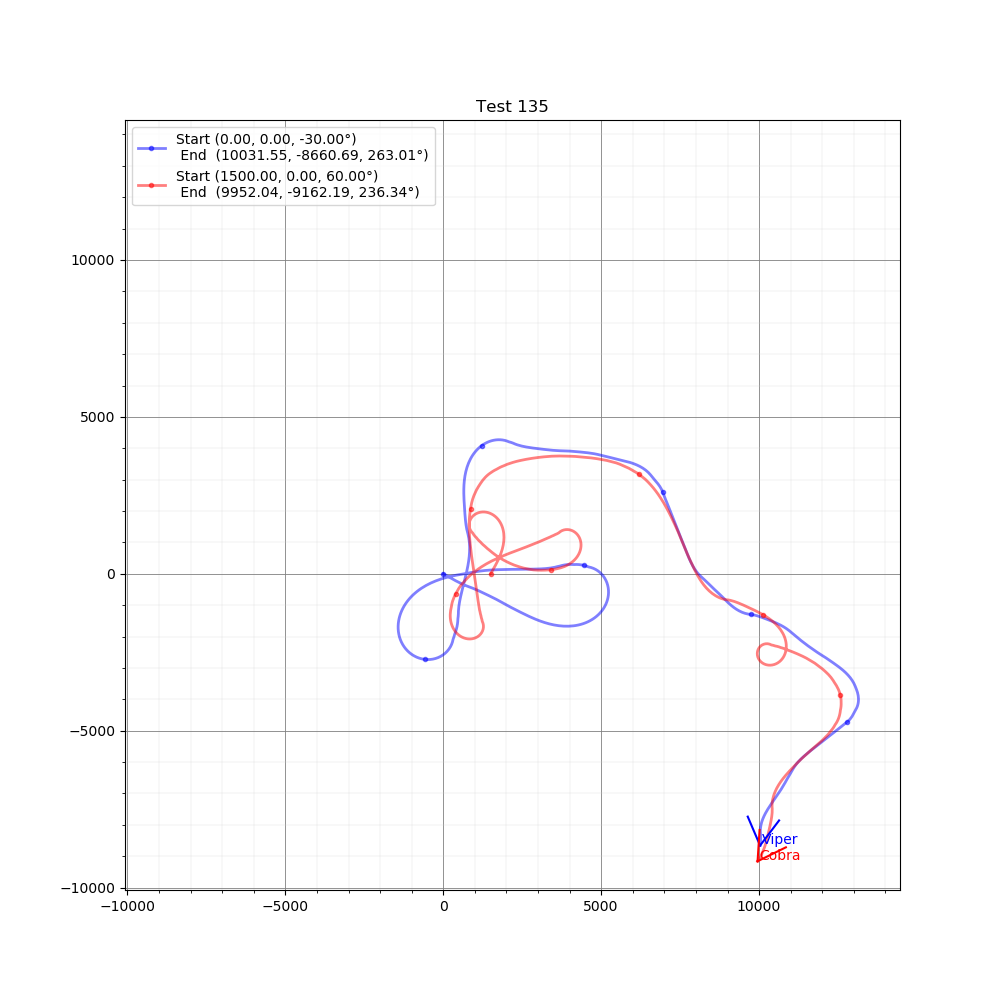 Test 135
Start (0.00, 0.00, -30.00°)
End (10031.55, -8660.69, 263.01°)
Start (1500.00, 0.00, 60.00°)
End (9952.04, -9162.19, 236.34°)
10000
5000
0
−5000
−10000
Viper
Cobra
−10000
−5000
0
5000
10000